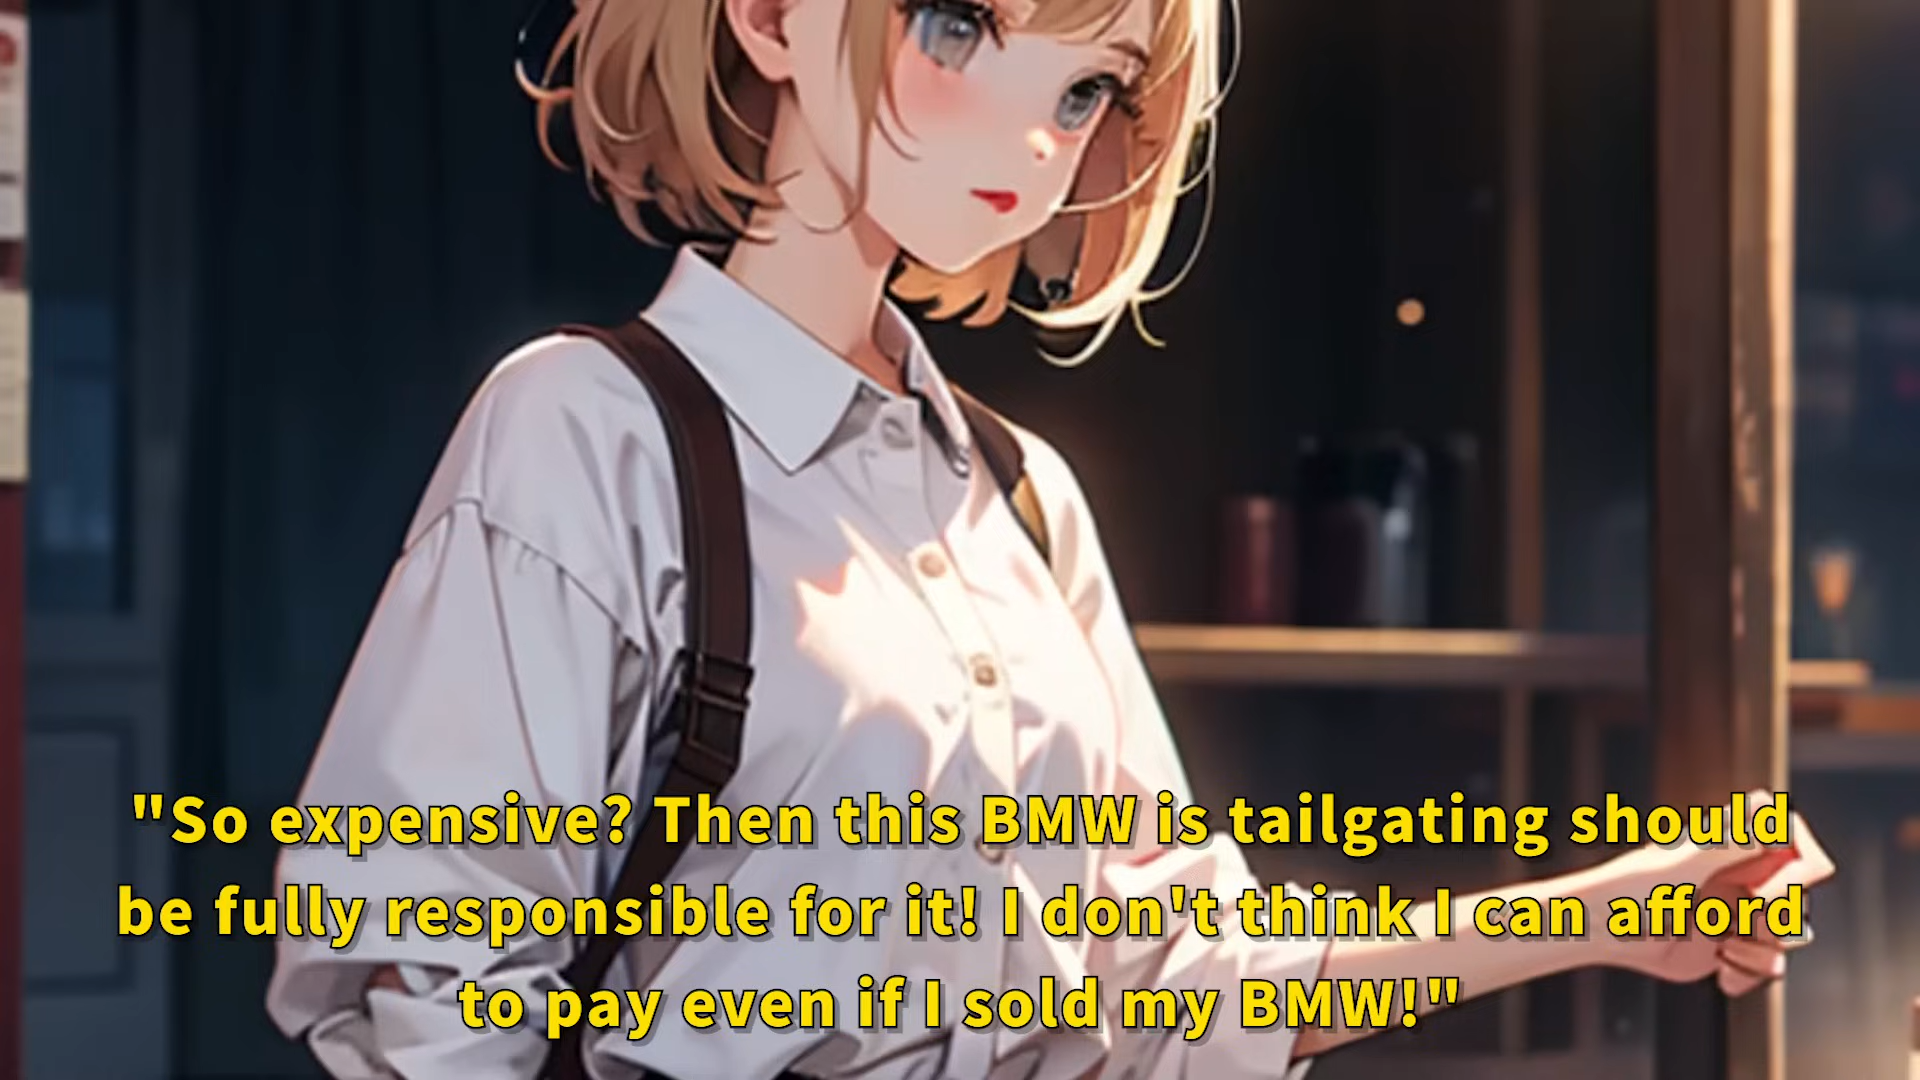 "So expensive? Then this BMW is tailgating should
be fully responsible for it! I don't think I can afford
to pay even if I sold my BMW!"